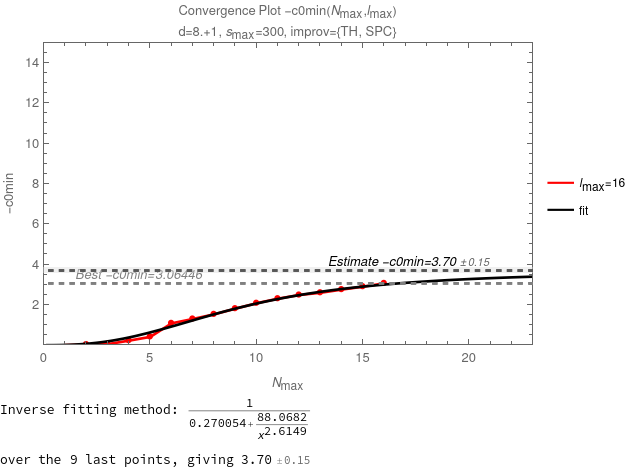 Convergence Plot −c0min(Nmax,lmax)
d=8.+1, smax=300, improv={TH, SPC}
−c0min
14
12
10
8
6
4
2
Estimate −c0min=3.70 ±0.15
Best −c0min=3.06446
lmax=16
fit
0 5 10 15 20
Nmax
Inverse fitting method: 1
0.270054+ 88.0682
x^2.6149
over the 9 last points, giving 3.70 ±0.15